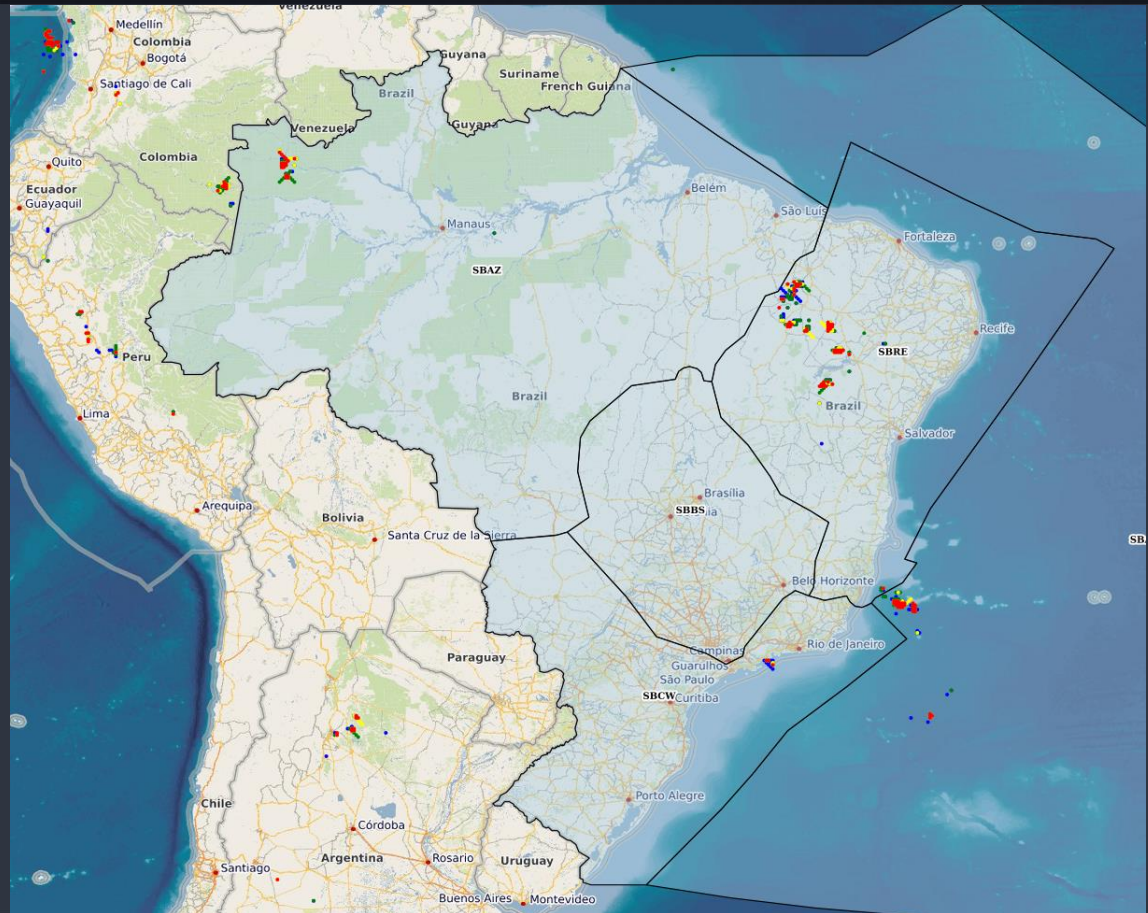 Venezuela
Medellín
Colombia
Bogotá
Guyana
Suriname
Santiago de Cali
French Guiana
Brazil
Guyana
Venezuela
Colombia
Quito
Ecuador
Guayaquil
Belém
São Luís
Manaus
Fortaleza
SBAZ
Recife
Peru
SBRE
Brazil
Brazil
Lima
Salvador
Brasília
Arequipa
SBBS
Bolivia
Santa Cruz de la Sierra
Belo Horizonte
Rio de Janeiro
Campinas
Paraguay
Guarulhos
São Paulo
SBCW
Curitiba
Porto Alegre
Chile
Córdoba
Argentina
Rosario
Uruguay
Santiago
Buenos Aires
Montevideo